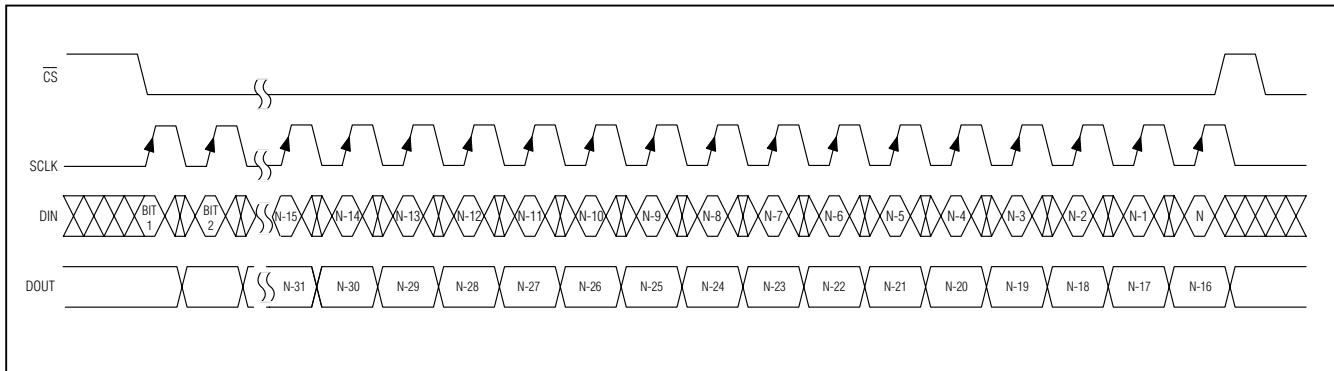 CS
SCLK
DIN BIT 1 BIT 2 N-15 N-14 N-13 N-12 N-11 N-10 N-9 N-8 N-7 N-6 N-5 N-4 N-3 N-2 N-1 N
DOUT N-31 N-30 N-29 N-28 N-27 N-26 N-25 N-24 N-23 N-22 N-21 N-20 N-19 N-18 N-17 N-16